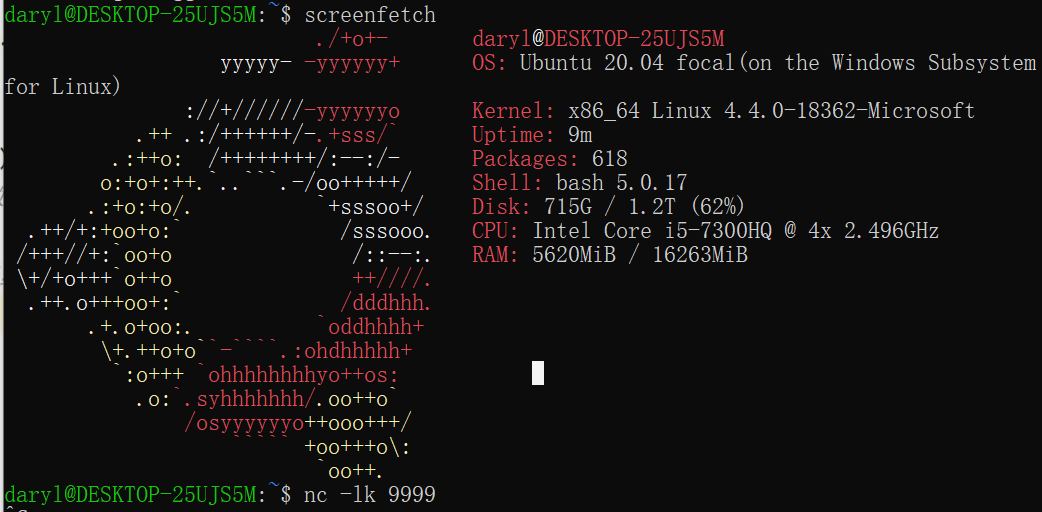 daryl@DESKTOP-25UJS5M:~$ screenfetch
./+o+-       daryl@DESKTOP-25UJS5M
yyyyy- -yyyyyy+      OS: Ubuntu 20.04 focal(on the Windows Subsystem
for Linux)
://+//////-yyyyyyo      Kernel: x86_64 Linux 4.4.0-18362-Microsoft
.++ .:/++++++/-.+sss/`      Uptime: 9m
.:++o:  /++++++++/:--:/-      Packages: 618
o:+o+:++.`..```.-/oo+++++/      Shell: bash 5.0.17
.:+o:+o/.          `+sssoo+/      Disk: 715G / 1.2T (62%)
.++/+:+oo+o:`             /sssooo.      CPU: Intel Core i5-7300HQ @ 4x 2.496GHz
/+++//+:`oo+o               /::--:.      RAM: 5620MiB / 16263MiB
\+/+o+++`o++o               ++////.
.++.o+++oo+:`             /dddhhh.
.+.o+oo:.          `oddhhhh+
\+.++o+o``-````.:ohdhhhhh+
`:o+++ `ohhhhhhhhyo++os:
.o:`.syhhhhhhh/.oo++o`
/osyyyyyyo++ooo+++/
````` +oo+++o\:
`oo++.
daryl@DESKTOP-25UJS5M:~$ nc -lk 9999